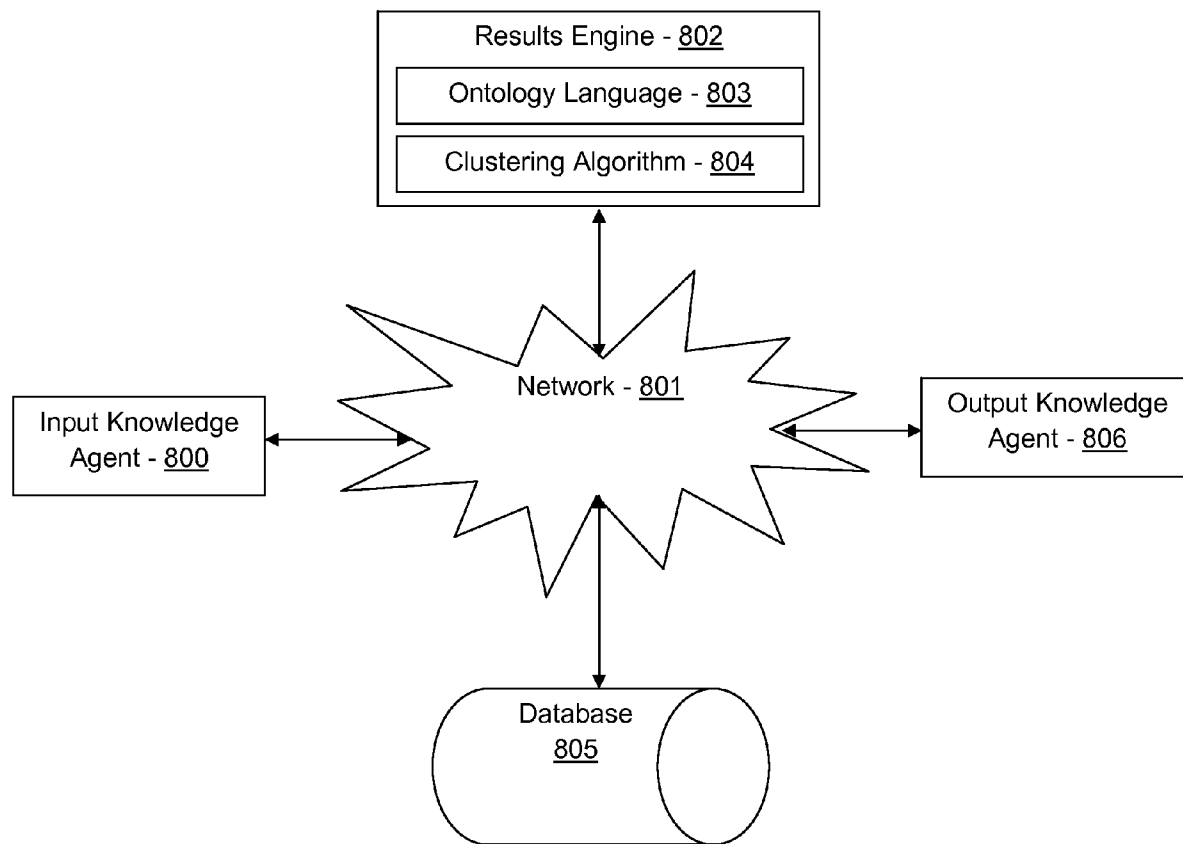 Results Engine - 802
Ontology Language - 803
Clustering Algorithm - 804
Network - 801
Input Knowledge
Agent - 800
Output Knowledge
Agent - 806
Database
805